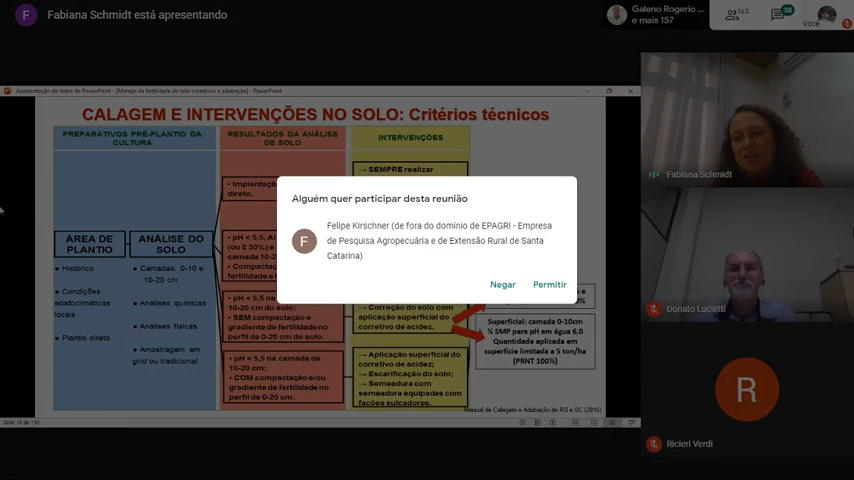 F
Fabiana Schmidt está apresentando
Galeno Rogerio ...
e mais 157
163
38
Você
Apresentação de slides do PowerPoint - [Manejo da fertilidade do solo corretivos e adubação] - PowerPoint
CALAGEM E INTERVENÇÕES NO SOLO: Critérios técnicos
PREPARATIVOS PRÉ-PLANTIO DA
CULTURA
RESULTADOS DA ANÁLISE
DE SOLO
INTERVENÇÕES
→ SEMPRE realizar
• Implanta
direto.
ÁREA DE
PLANTIO
ANÁLISE DO
SOLO
• Histórico
• Condições
edafoclimáticas
locais
• Plantio direto
• Camadas: 0-10 e
10-20 cm
• Análises químicas
• Análises físicas
• Amostragem em
grid ou tradicional
• pH < 5,5, Al
(ou ≥ 30%) e
camada 10-2
• Compactaç
fertilidade e
• pH < 5,5 na camada de
10-20 cm do solo:
• SEM compactação e
gradiente de fertilidade no
perfil de 0-20 cm do solo.
• pH < 5,5 na camada de
10-20 cm.
• COM compactação e/ou
gradiente de fertilidade no
perfil de 0-20 cm.
→ Correção do solo com
aplicação superficial do
corretivo de acidez.
→ Aplicação superficial do
corretivo de acidez;
→ Escarificação do solo;
→ Semeadura com
semeadura equipadas com
facões sulcadores.
Superficial: camada 0-10cm
¼ SMP para pH em água 6,0
Quantidade aplicada em
superfície limitada a 5 ton/ha
(PRNT 100%)
Manual de Calagem e Adubação do RS e SC (2016)
Alguém quer participar desta reunião
F
Felipe Kirschner (de fora do domínio de EPAGRI - Empresa
de Pesquisa Agropecuária e de Extensão Rural de Santa
Catarina)
Negar
Permitir
Fabiana Schmidt
Donato Lucietti
R
Ricieri Verdi